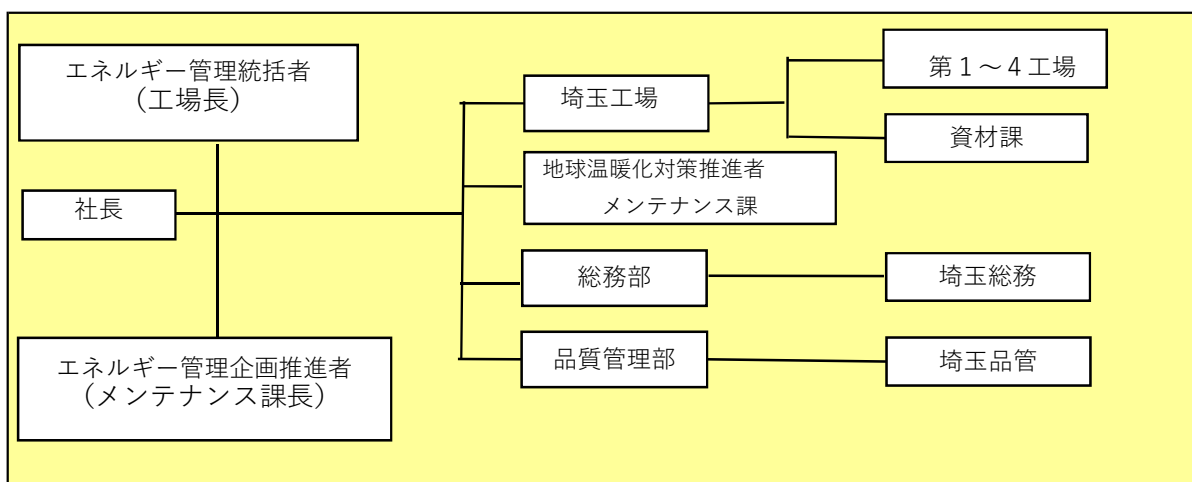 エネルギー管理統括者
（工場長）
社長
エネルギー管理企画推進者
（メンテナンス課長）
埼玉工場
地球温暖化対策推進者
メンテナンス課
総務部
品質管理部
第１～４工場
資材課
埼玉総務
埼玉品管